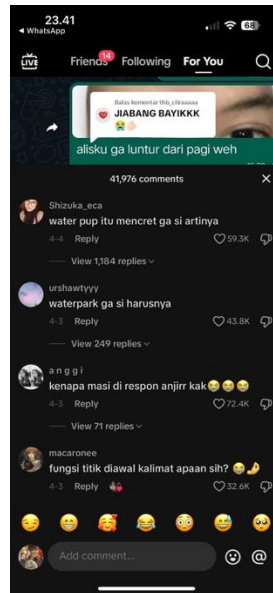 23.41
68
◀ WhatsApp
LIVE
Friends
14
Following
For You
Balas komentar this_citraaaaa
JIABANG BAYIKKK
😭👊🏻
alisku ga luntur dari pagi weh
41,976 comments
Shizuka_eca
water pup itu mencret ga si artinya
4-4 Reply 59.3K
View 1,184 replies
urshawtyyy
waterpark ga si harusnya
4-3 Reply 43.8K
View 249 replies
a n g g i
kenapa masi di respon anjirr kak😭😭😭
4-3 Reply 72.4K
View 71 replies
macaronee
fungsi titik diawal kalimat apaan sih? 😂🤌
4-3 Reply 32.6K
Add comment...
@